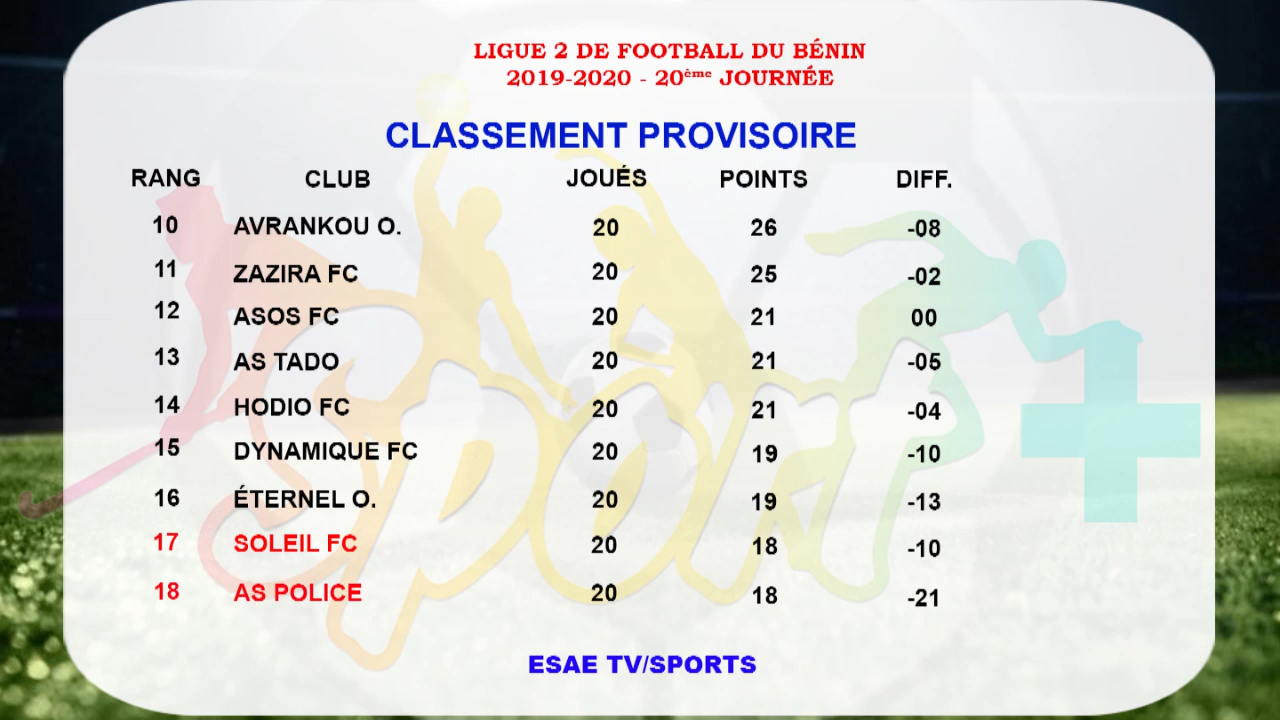 LIGUE 2 DE FOOTBALL DU BÉNIN
2019-2020 - 20ème JOURNÉE
CLASSEMENT PROVISOIRE
RANG CLUB JOUÉS POINTS DIFF.
10 AVRANKOU O. 20 26 -08
11 ZAZIRA FC 20 25 -02
12 ASOS FC 20 21 00
13 AS TADO 20 21 -05
14 HODIO FC 20 21 -04
15 DYNAMIQUE FC 20 19 -10
16 ÉTERNEL O. 20 19 -13
17 SOLEIL FC 20 18 -10
18 AS POLICE 20 18 -21
Sport+
ESAE TV/SPORTS